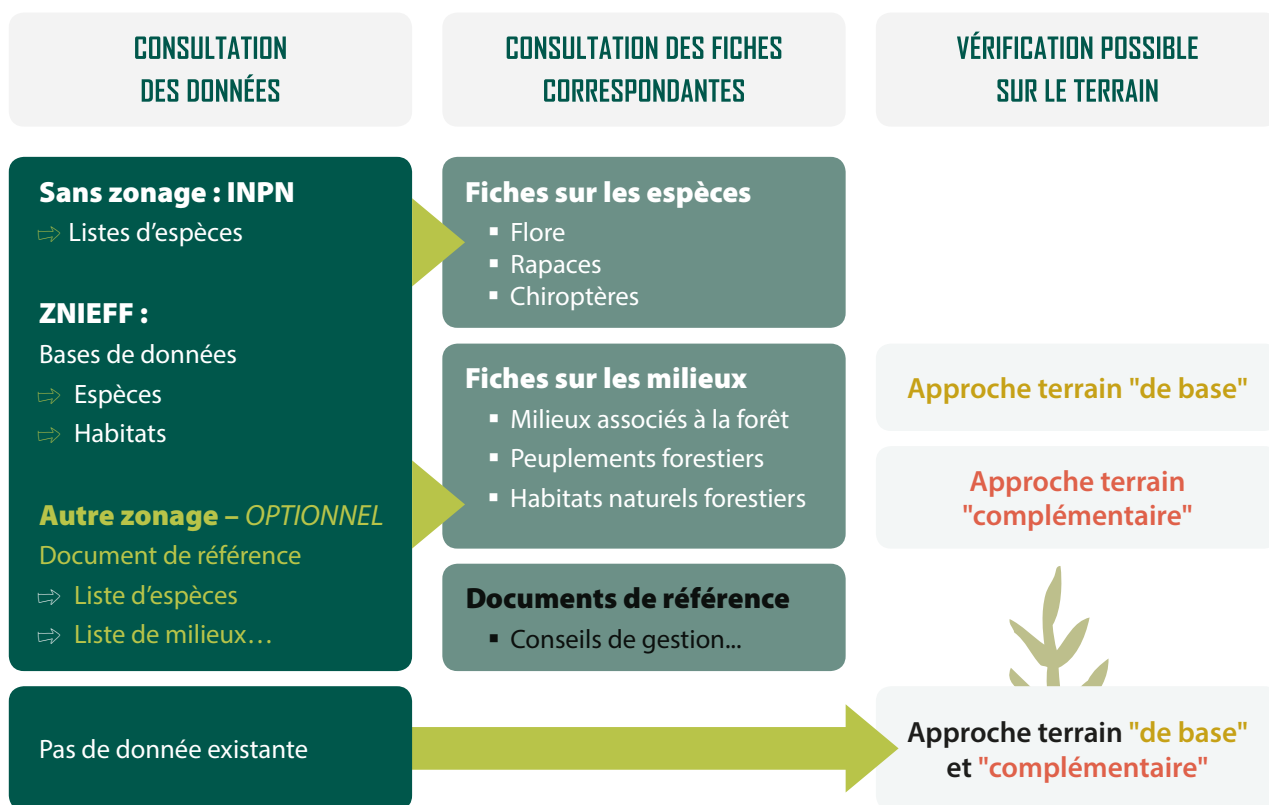 CONSULTATION
DES DONNÉES
CONSULTATION DES FICHES
CORRESPONDANTES
VÉRIFICATION POSSIBLE
SUR LE TERRAIN
Sans zonage : INPN
⇨ Listes d’espèces
ZNIEFF :
Bases de données
⇨ Espèces
⇨ Habitats
Autre zonage – OPTIONNEL
Document de référence
⇨ Liste d’espèces
⇨ Liste de milieux…
Fiches sur les espèces
▪ Flore
▪ Rapaces
▪ Chiroptères
Fiches sur les milieux
▪ Milieux associés à la forêt
▪ Peuplements forestiers
▪ Habitats naturels forestiers
Documents de référence
▪ Conseils de gestion...
Approche terrain "de base"
Approche terrain
"complémentaire"
Pas de donnée existante
Approche terrain "de base"
et "complémentaire"